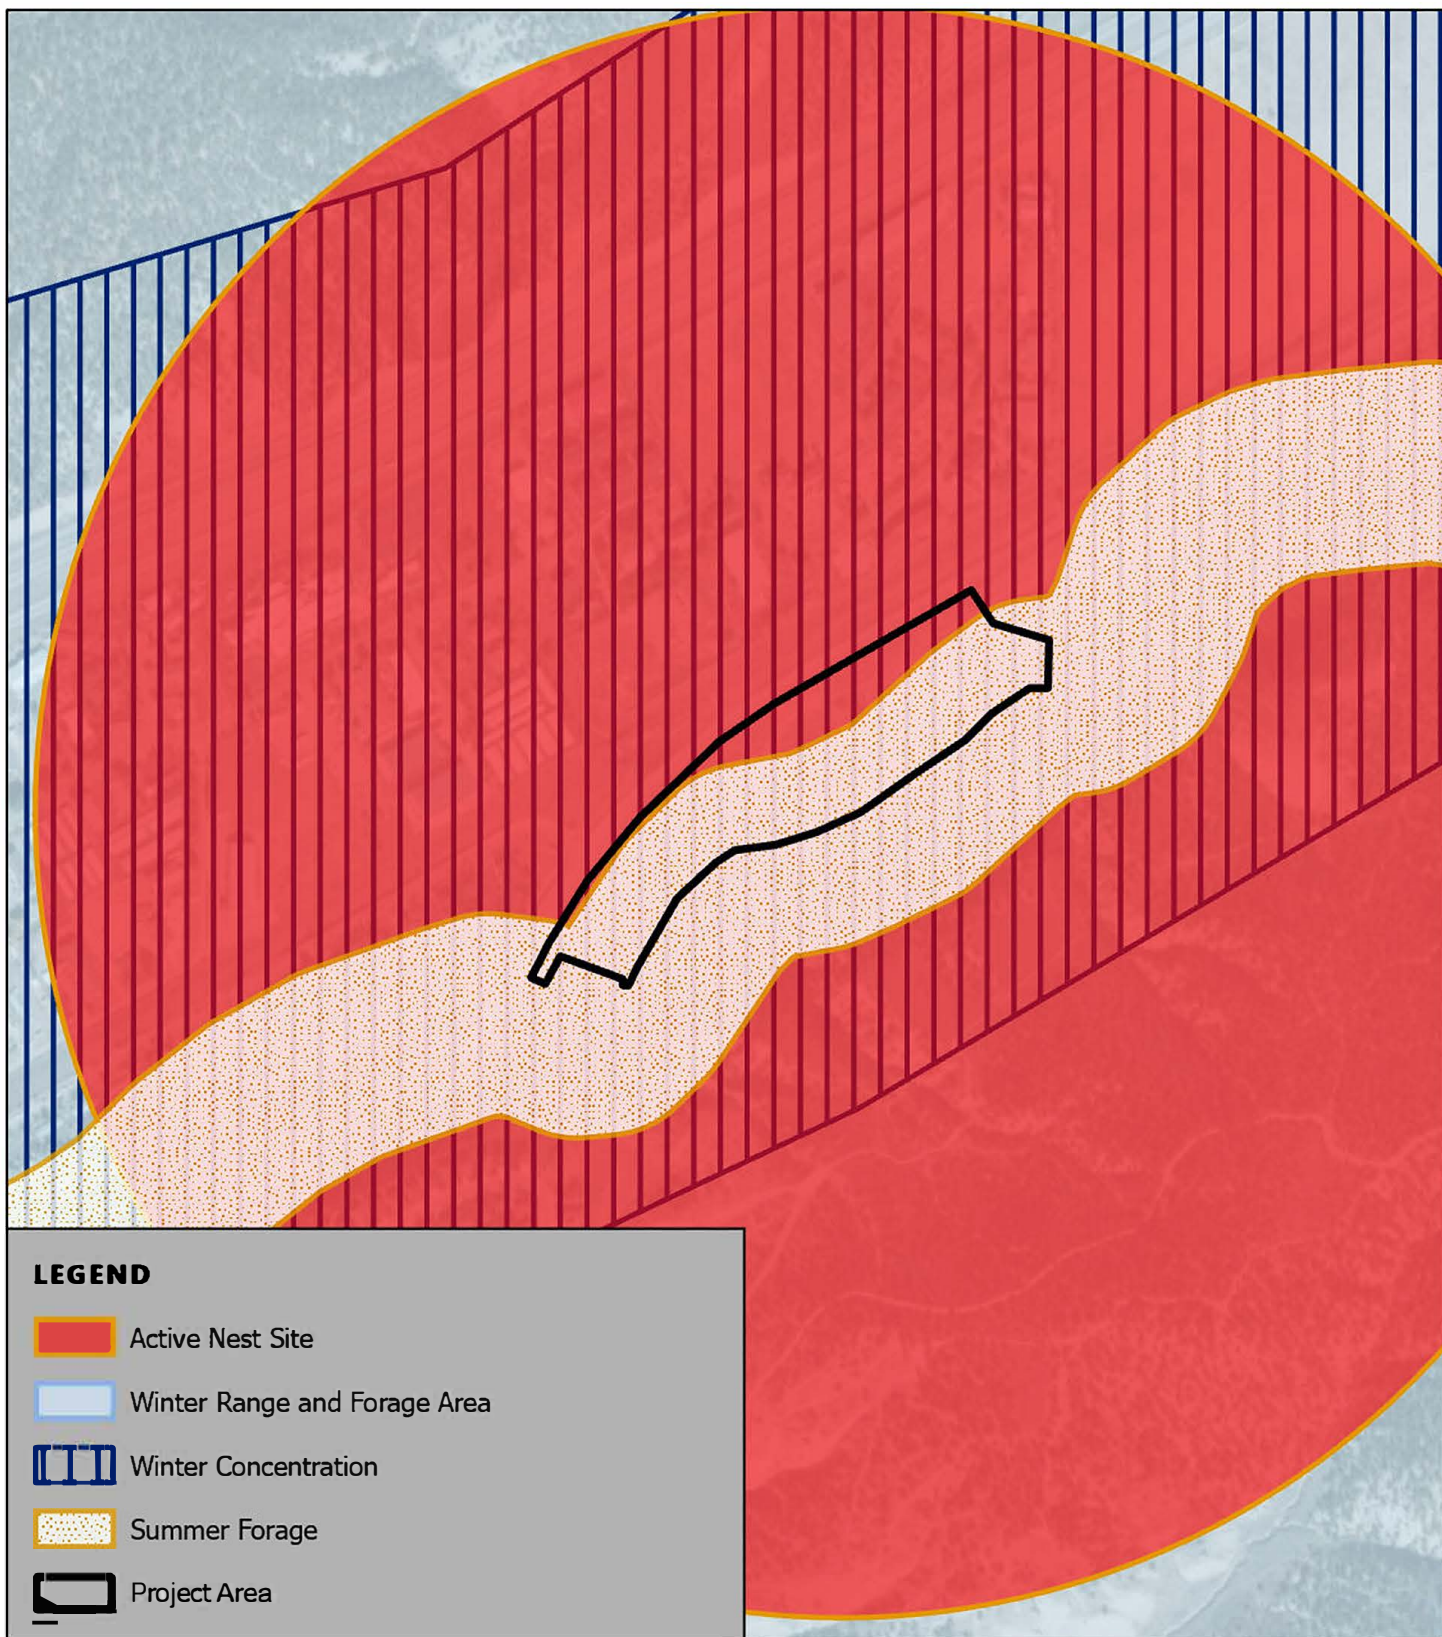 LEGEND
Active Nest Site
Winter Range and Forage Area
Winter Concentration
Summer Forage
Project Area